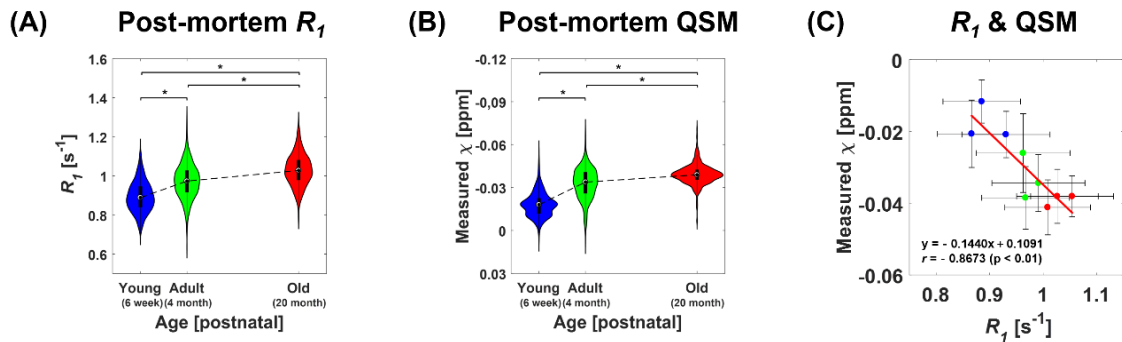 (A) Post-mortem R1
1.6
1.4
1.2
1
0.8
0.6
R1 [s-1]
*
*
*
Young Adult Old
(6 week) (4 month) (20 month)
Age [postnatal]
(B) Post-mortem QSM
-0.12
-0,09
-0.06
-0.03
0
0.03
Measured χ [ppm]
*
*
*
Young Adult Old
(6 week) (4 month) (20 month)
Age [postnatal]
(C) R1 & QSM
0
-0.02
-0.04
-0.06
Measured χ [ppm]
y = - 0.1440x + 0.1091
r = - 0.8673 (p < 0.01)
0.8 0.9 1 1.1
R1 [s-1]